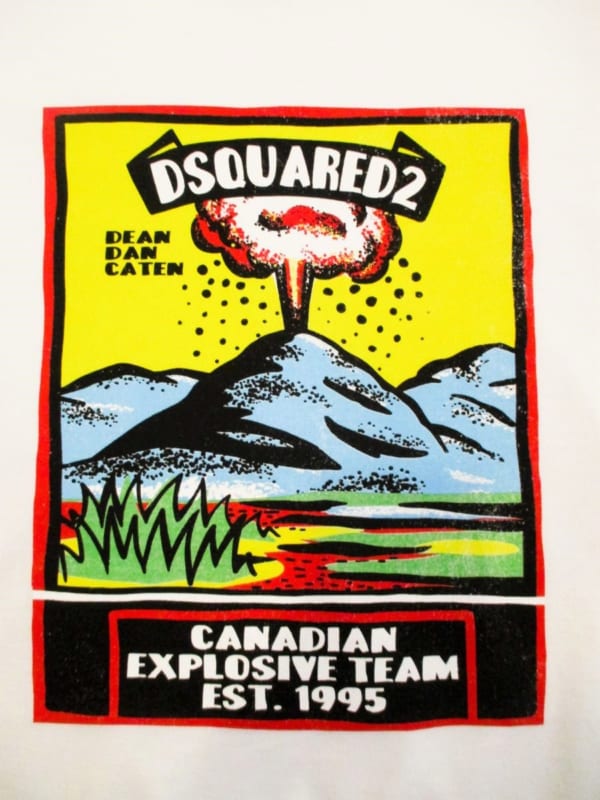 DSQUARED2
DEAN
DAN
CATEN
CANADIAN
EXPLOSIVE TEAM
EST. 1995